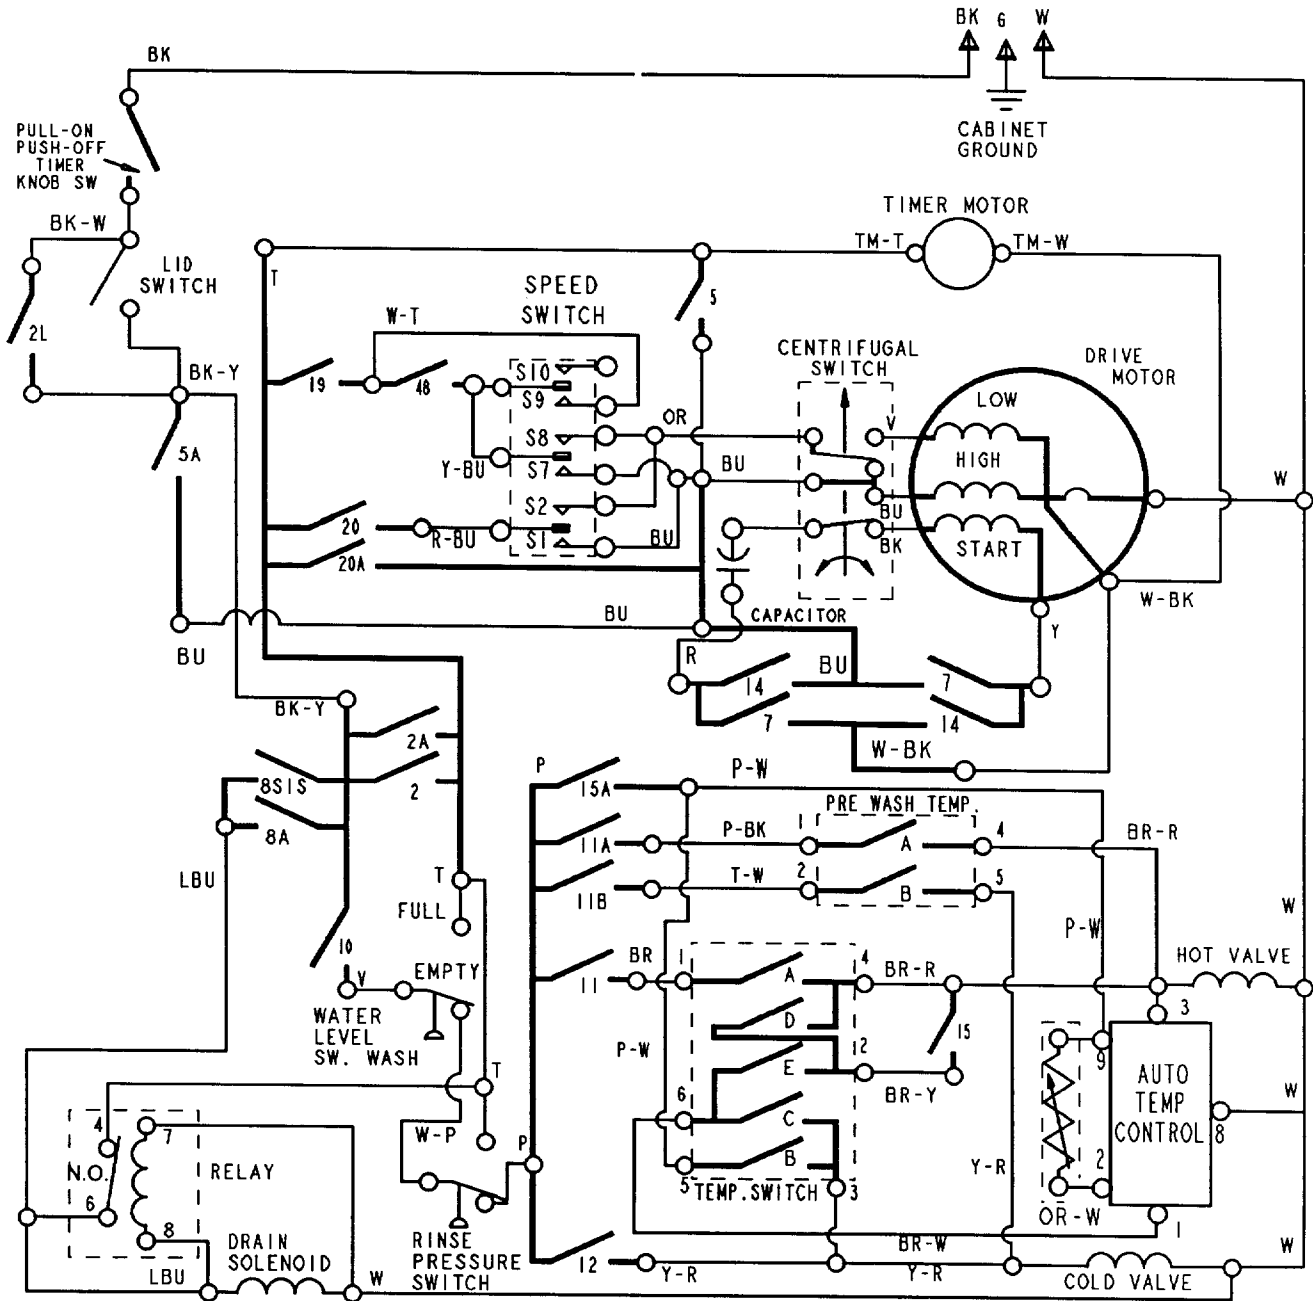 BK G W
BK
CABINET
GROUND
PULL-ON
PUSH-OFF
TIMER
KNOB SW
BK-W
LID
SWITCH
2L
BK-Y
5A
T
TIMER MOTOR
TM-T
TM-W
SPEED
SWITCH
5
W-T
19
48
S10
S9
S8
S7
S2
S1
Y-BU
OR
BU
BU
20
20A
R-BU
CENTRIFUGAL
SWITCH
V
BU
BK
DRIVE
MOTOR
LOW
HIGH
START
W
W-BK
Y
CAPACITOR
BU
BU
R
14
BU
7
7
14
W-BK
BK-Y
2A
2
8SIS
8A
LBU
T
FULL
10
V
EMPTY
WATER
LEVEL
SW. WASH
T
P
15A
P-W
11A
P-BK
11B
T-W
PRE WASH TEMP.
1
A
4
2
B
5
BR-R
W
P-W
HOT VALVE
11
BR
1
A
4
BR-R
D
15
E
2
BR-Y
P-W
6
C
B
5
TEMP. SWITCH
3
Y-R
3
9
AUTO
TEMP
CONTROL
8
2
1
OR-W
W
4
7
N.O.
RELAY
6
8
W-P
P
RINSE
PRESSURE
SWITCH
DRAIN
SOLENOID
LBU
W
12
Y-R
BR-W
Y-R
COLD VALVE
W